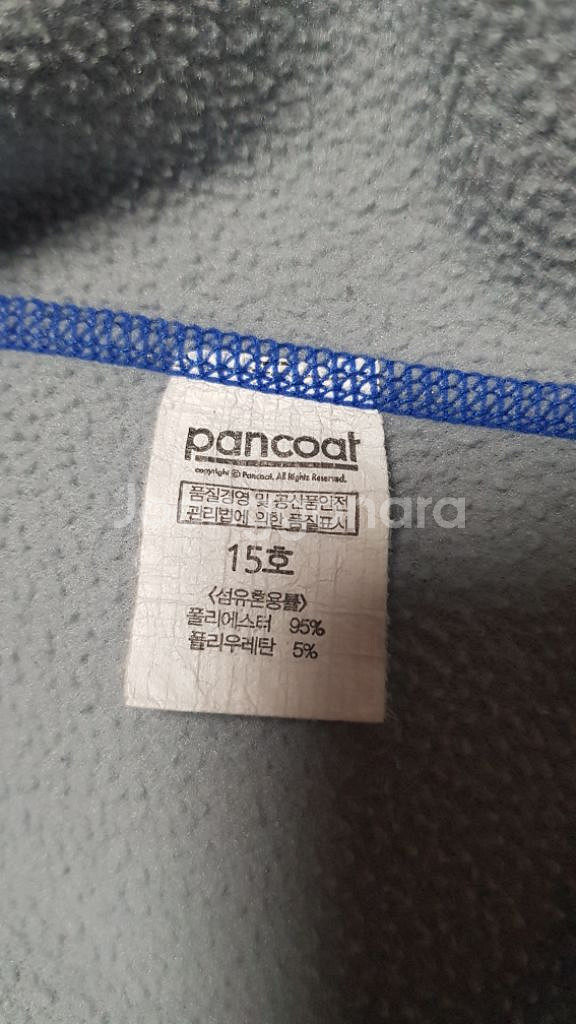 pancoat
copyright ⓒ Pancoat. All Rights Reserved.
품질경영 및 공산품안전
관리법에 의한 품질표시
15호
〈섬유혼용률〉
폴리에스터 95%
폴리우레탄 5%